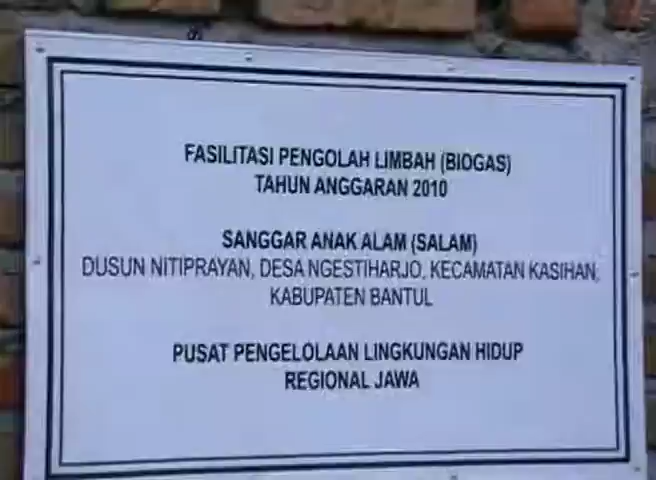 FASILITASI PENGOLAH LIMBAH (BIOGAS)
TAHUN ANGGARAN 2010
SANGGAR ANAK ALAM (SALAM)
DUSUN NITIPRAYAN, DESA NGESTIHARJO, KECAMATAN KASIHAN,
KABUPATEN BANTUL
PUSAT PENGELOLAAN LINGKUNGAN HIDUP
REGIONAL JAWA